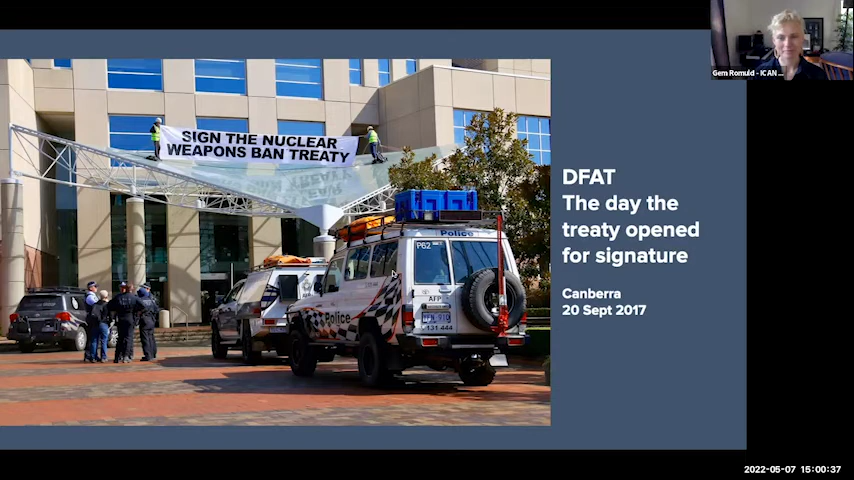 Gem Romuld - ICAN ...
SIGN THE NUCLEAR
WEAPONS BAN TREATY
DFAT
The day the
treaty opened
for signature
Canberra
20 Sept 2017
Police
P62
AFP
Police
131 444
2022-05-07 15:00:37